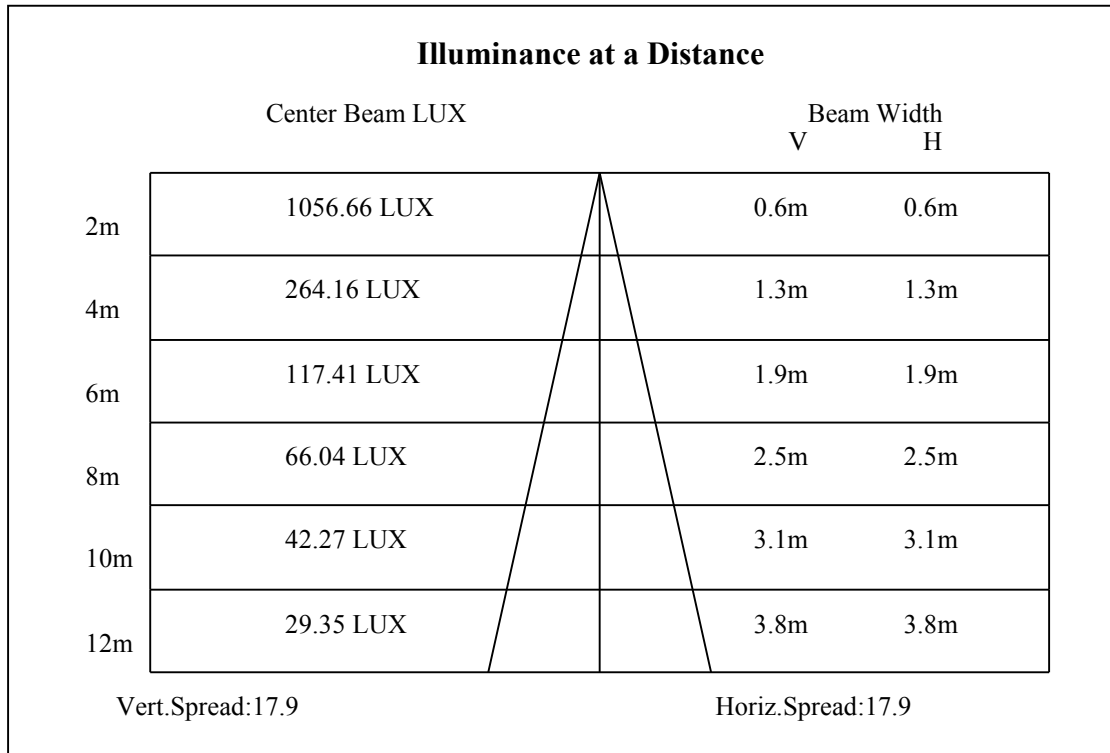 Illuminance at a Distance
Center Beam LUX Beam Width
V H
2m 1056.66 LUX 0.6m 0.6m
4m 264.16 LUX 1.3m 1.3m
6m 117.41 LUX 1.9m 1.9m
8m 66.04 LUX 2.5m 2.5m
10m 42.27 LUX 3.1m 3.1m
12m 29.35 LUX 3.8m 3.8m
Vert.Spread:17.9 Horiz.Spread:17.9